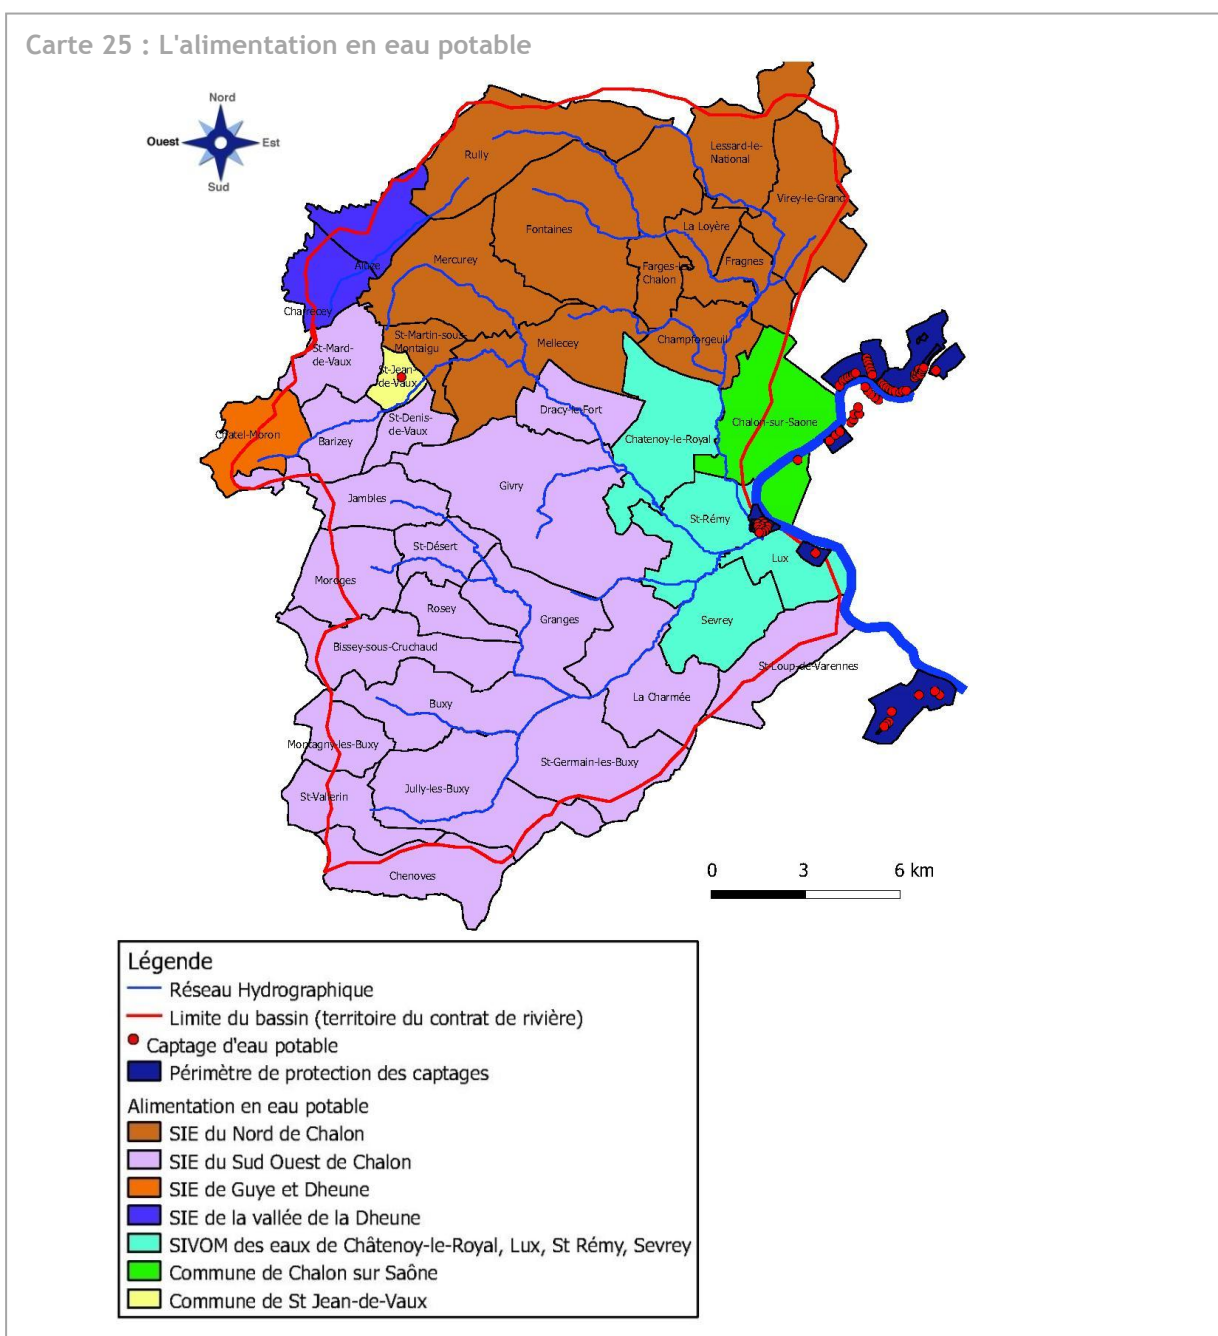 Carte 25 : L'alimentation en eau potable
Nord
Ouest
Est
Sud
Lessard-le-
National
Rully
Virey-le-Grand
La Loyère
Fontaines
Mercurey
Fragnes
Farges-les
Chalon
Aluze
Charrecey
St-Martin-sous-
Montaigu
Mellecey
Champforgeuil
St-Mard-
de-Vaux
St-Jean-
de-Vaux
Dracy-le-Fort
St-Denis-
de-Vaux
Chalon-sur-Saone
Chatel-Moron
Barizey
Chatenoy-le-Royal
Givry
Jambles
St-Rémy
St-Désert
Lux
Moroges
Rosey
Granges
Sevrey
Bissey-sous-Cruchaud
St-Loup-de-Varennes
La Charmée
Buxy
Montagny-les-Buxy
St-Germain-les-Buxy
Jully-les-Buxy
St-Vallerin
Chenoves
0 3 6 km
Légende
Réseau Hydrographique
Limite du bassin (territoire du contrat de rivière)
Captage d'eau potable
Périmètre de protection des captages
Alimentation en eau potable
SIE du Nord de Chalon
SIE du Sud Ouest de Chalon
SIE de Guye et Dheune
SIE de la vallée de la Dheune
SIVOM des eaux de Châtenoy-le-Royal, Lux, St Rémy, Sevrey
Commune de Chalon sur Saône
Commune de St Jean-de-Vaux